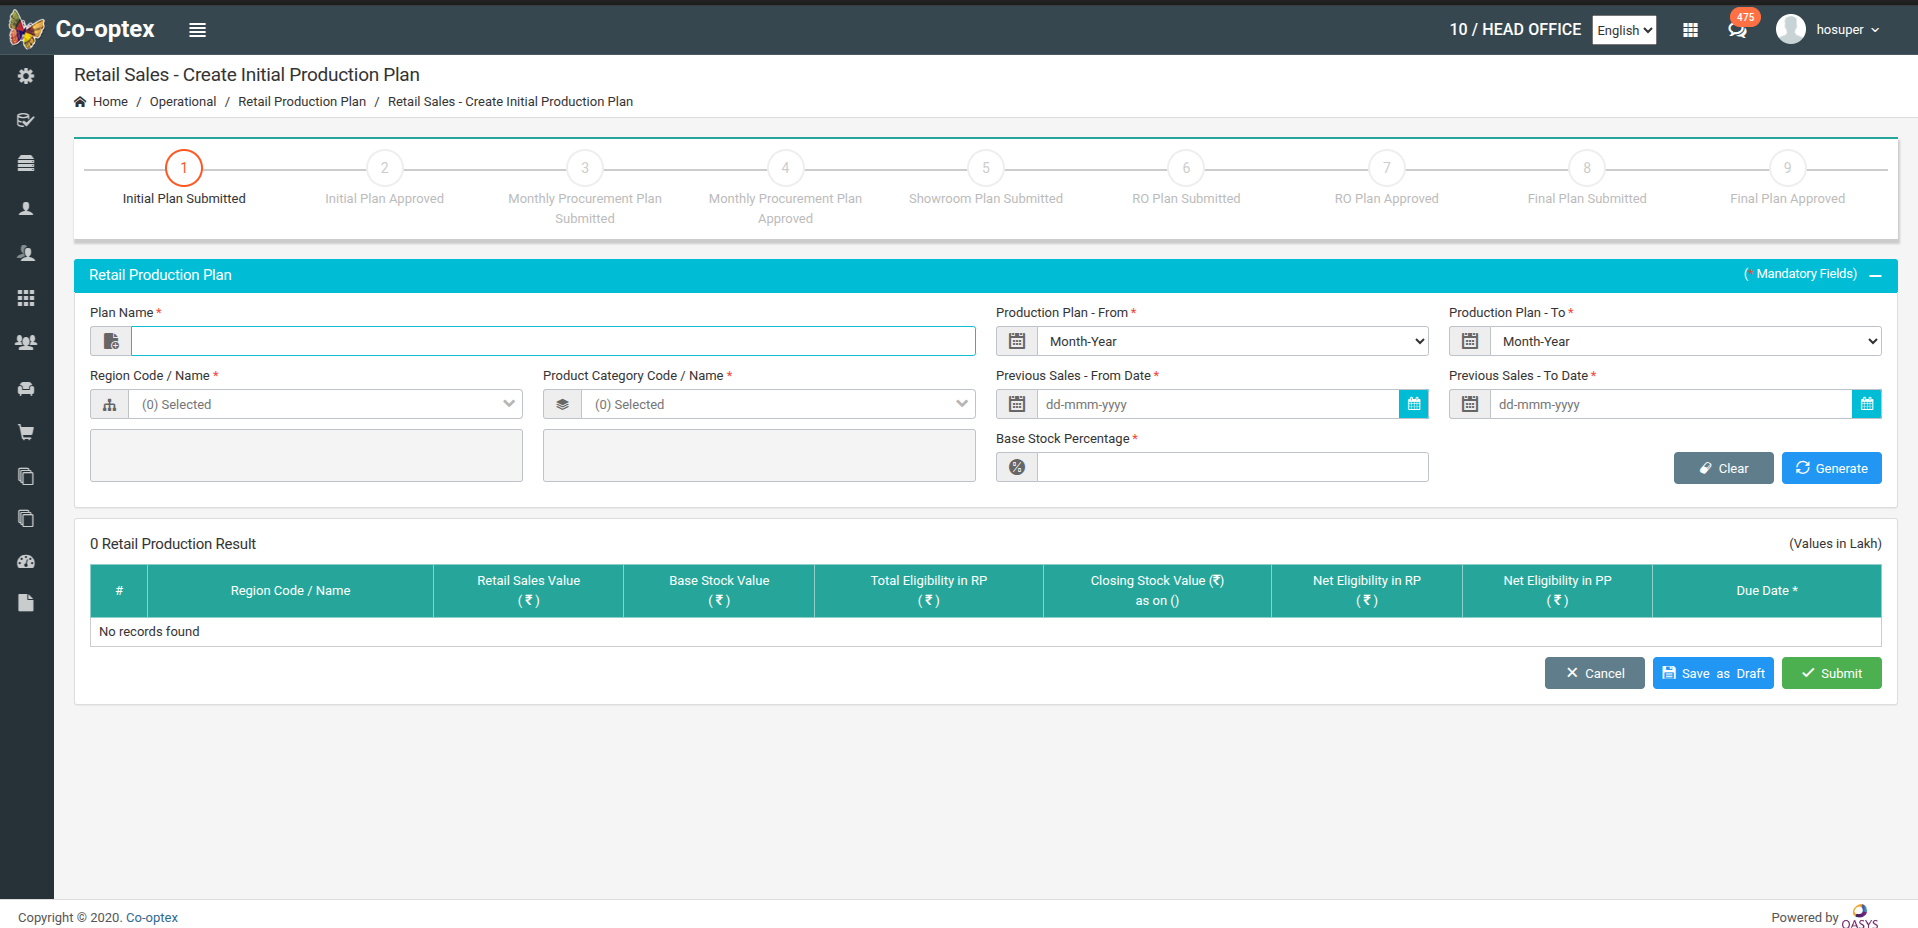 Co-optex
10 / HEAD OFFICE
English
475
hosuper
Retail Sales - Create Initial Production Plan
Home / Operational / Retail Production Plan / Retail Sales - Create Initial Production Plan
1
Initial Plan Submitted
2
Initial Plan Approved
3
Monthly Procurement Plan
Submitted
4
Monthly Procurement Plan
Approved
5
Showroom Plan Submitted
6
RO Plan Submitted
7
RO Plan Approved
8
Final Plan Submitted
9
Final Plan Approved
Retail Production Plan
(* Mandatory Fields)
Plan Name *
Production Plan - From *
Month-Year
Production Plan - To *
Month-Year
Region Code / Name *
(0) Selected
Product Category Code / Name *
(0) Selected
Previous Sales - From Date *
dd-mmm-yyyy
Previous Sales - To Date *
dd-mmm-yyyy
Base Stock Percentage *
Clear
Generate
0 Retail Production Result
(Values in Lakh)
#
Region Code / Name
Retail Sales Value
( ₹ )
Base Stock Value
( ₹ )
Total Eligibility in RP
( ₹ )
Closing Stock Value (₹)
as on ()
Net Eligibility in RP
( ₹ )
Net Eligibility in PP
( ₹ )
Due Date *
No records found
Cancel
Save as Draft
Submit
Copyright © 2020. Co-optex
Powered by OASYS